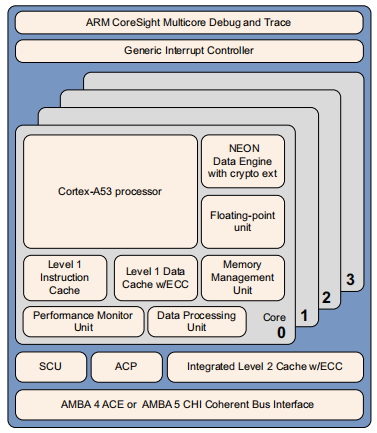 ARM CoreSight Multicore Debug and Trace
Generic Interrupt Controller
NEON
Data Engine
with crypto ext
Cortex-A53 processor
Floating-point
unit
Level 1
Instruction
Cache
Level 1 Data
Cache w/ECC
Memory
Management
Unit
Performance Monitor
Unit
Data Processing
Unit
Core
0
1
2
3
SCU
ACP
Integrated Level 2 Cache w/ECC
AMBA 4 ACE or AMBA 5 CHI Coherent Bus Interface